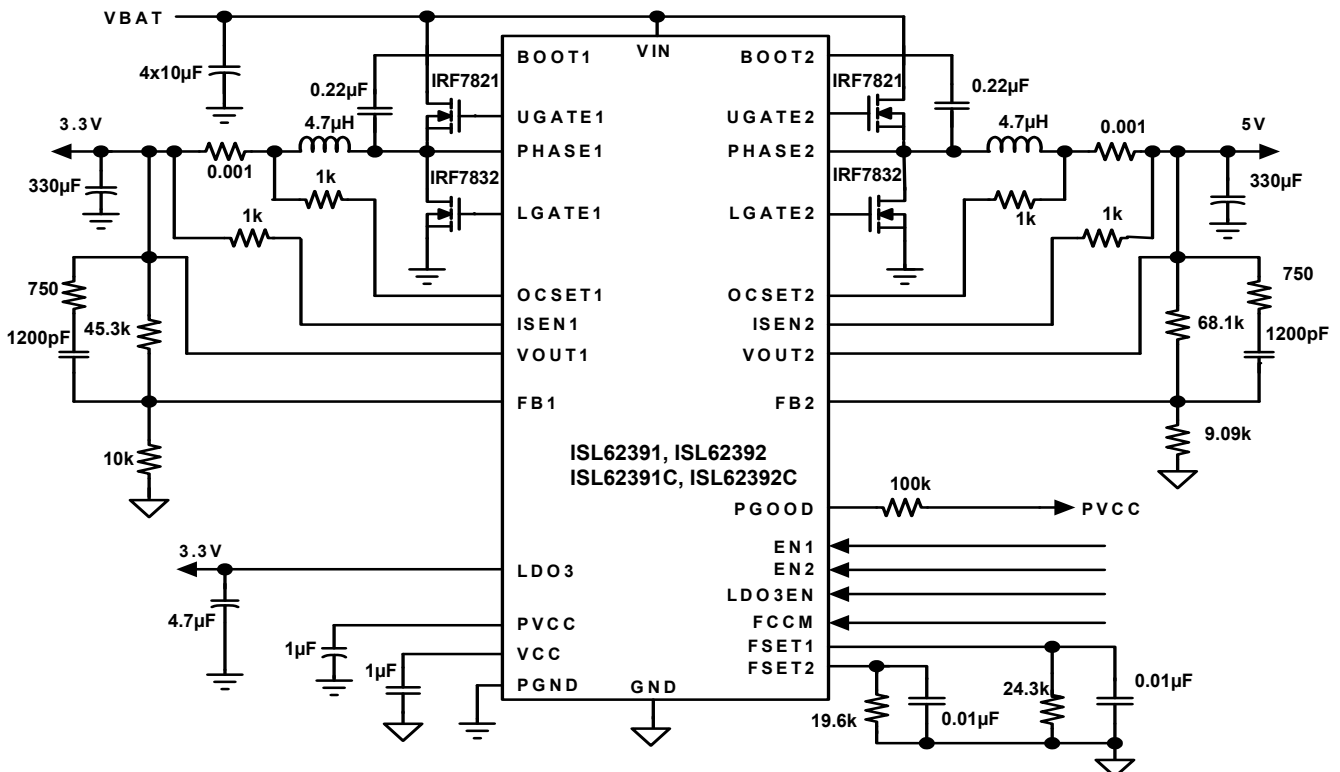 VBAT
VIN
4x10µF
0.22µF
IRF7821
BOOT1
BOOT2
IRF7821
0.22µF
3.3V
4.7µH
UGATE1
UGATE2
4.7µH
0.001
5V
0.001
PHASE1
PHASE2
330µF
1k
IRF7832
IRF7832
330µF
1k
LGATE1
LGATE2
1k
1k
750
OCSET1
OCSET2
750
45.3k
ISEN1
ISEN2
68.1k
1200pF
VOUT1
VOUT2
1200pF
FB1
FB2
10k
9.09k
ISL62391, ISL62392
ISL62391C, ISL62392C
100k
PGOOD
PVCC
3.3V
EN1
LDO3
EN2
LDO3EN
4.7µF
FCCM
PVCC
1µF
FSET1
VCC
1µF
FSET2
PGND
GND
19.6k
0.01µF
24.3k
0.01µF